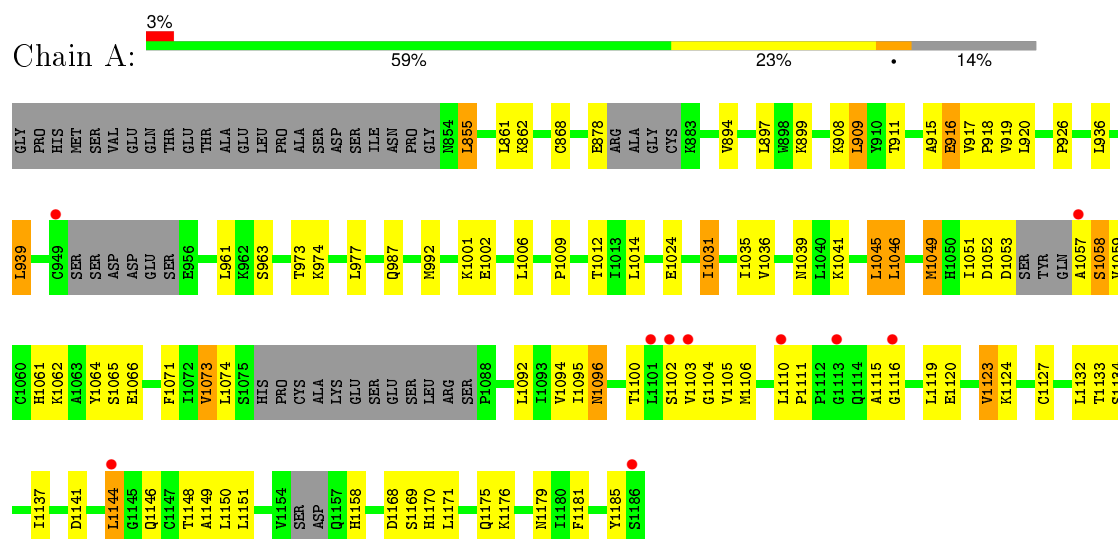 3%
Chain A:
59% 23% • 14%
GLY PRO HIS MET SER VAL GLU GLN THR GLU THR ALA GLU LEU PRO ALA SER ASP SER ILE ASN PRO GLY N854 L855 L861 K862 C868 E878 ARG ALA GLY CYS K883 V894 L897 W898 K899 K908 L909 Y910 T911 A915 E916 V917 P918 V919 L920 P926 L936
L939 C949 SER SER ASP ASP GLU SER E956 L961 K962 S963 T973 K974 L977 Q987 M992 K1001 E1002 L1006 P1009 T1012 I1013 L1014 E1024 I1031 I1035 V1036 N1039 L1040 K1041 L1045 L1046 M1049 H1050 I1051 D1052 D1053 SER TYR GLN A1057 S1058 V1059
C1060 H1061 K1062 A1063 Y1064 S1065 E1066 F1071 I1072 V1073 L1074 S1075 HIS PRO CYS ALA LYS GLU SER GLU SER LEU ARG SER P1088 L1092 I1093 V1094 I1095 N1096 T1100 L1101 S1102 V1103 G1104 V1105 M1106 L1110 P1111 P1112 G1113 Q1114 A1115 G1116 L1119 E1120 V1123 K1124 C1127 L1132 T1133 S1134
I1137 D1141 L1144 G1145 Q1146 C1147 T1148 A1149 L1150 L1151 V1154 SER ASP Q1157 H1158 D1168 S1169 H1170 L1171 Q1175 K1176 N1179 I1180 F1181 Y1185 S1186